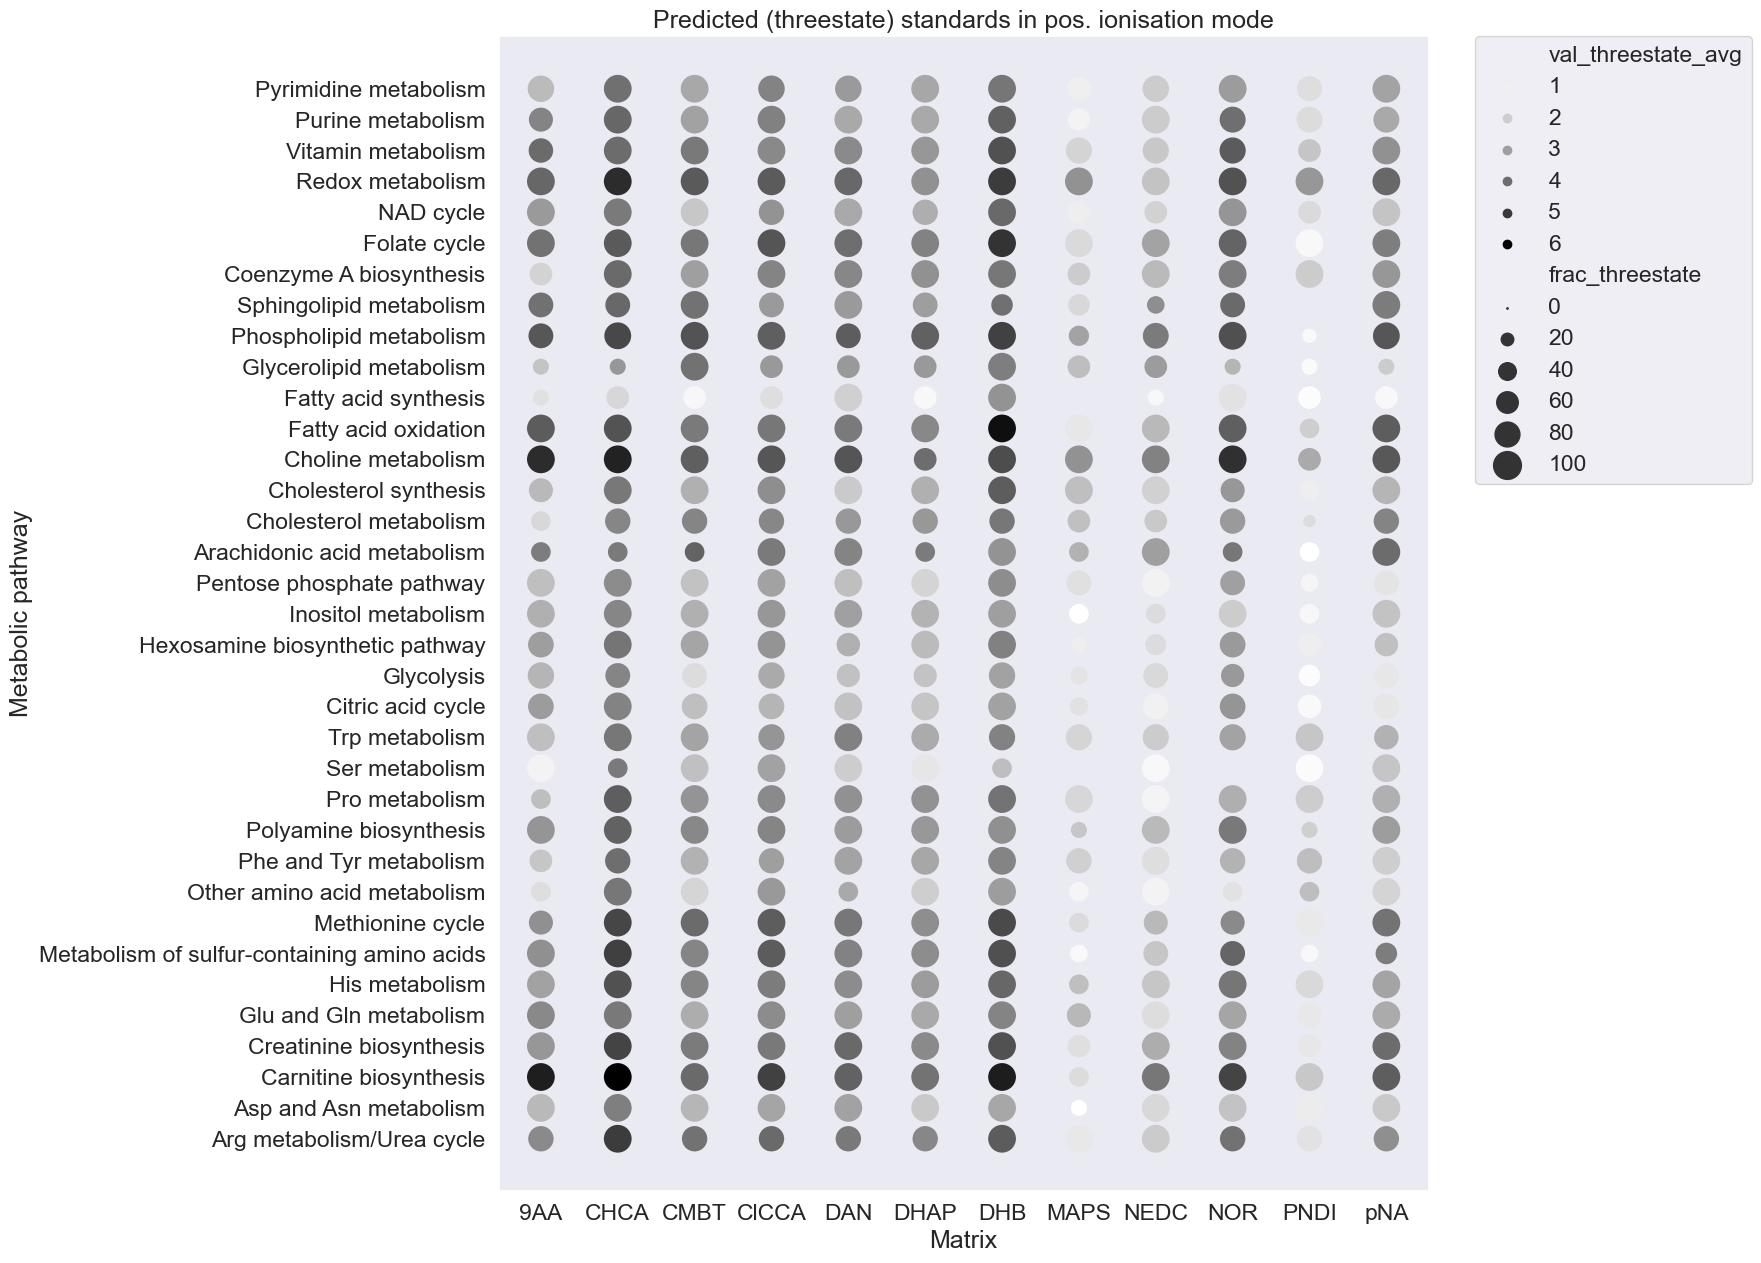 Predicted (threestate) standards in pos. ionisation mode
Metabolic pathway
Pyrimidine metabolism
Purine metabolism
Vitamin metabolism
Redox metabolism
NAD cycle
Folate cycle
Coenzyme A biosynthesis
Sphingolipid metabolism
Phospholipid metabolism
Glycerolipid metabolism
Fatty acid synthesis
Fatty acid oxidation
Choline metabolism
Cholesterol synthesis
Cholesterol metabolism
Arachidonic acid metabolism
Pentose phosphate pathway
Inositol metabolism
Hexosamine biosynthetic pathway
Glycolysis
Citric acid cycle
Trp metabolism
Ser metabolism
Pro metabolism
Polyamine biosynthesis
Phe and Tyr metabolism
Other amino acid metabolism
Methionine cycle
Metabolism of sulfur-containing amino acids
His metabolism
Glu and Gln metabolism
Creatinine biosynthesis
Carnitine biosynthesis
Asp and Asn metabolism
Arg metabolism/Urea cycle
9AA CHCA CMBT ClCCA DAN DHAP DHB MAPS NEDC NOR PNDI pNA
Matrix
val_threestate_avg
1
2
3
4
5
6
frac_threestate
0
20
40
60
80
100